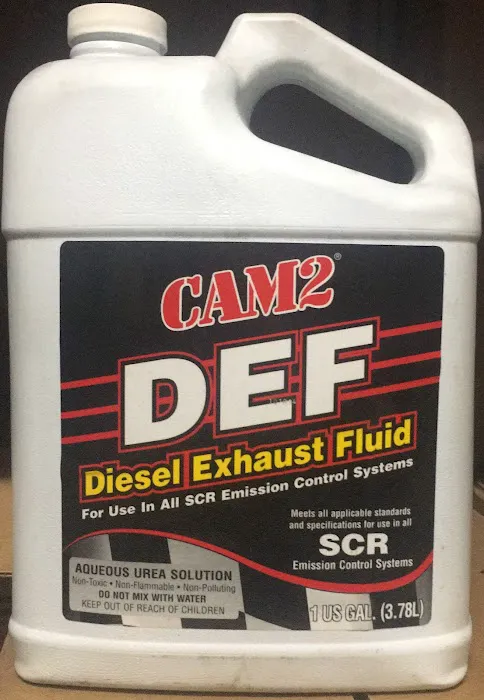 CAM2®
DEF
Diesel Exhaust Fluid
For Use In All SCR Emission Control Systems
Meets all applicable standards
and specifications for use in all
SCR
Emission Control Systems
AQUEOUS UREA SOLUTION
Non-Toxic • Non-Flammable • Non-Polluting
DO NOT MIX WITH WATER
KEEP OUT OF REACH OF CHILDREN
1 US GAL. (3.78L)